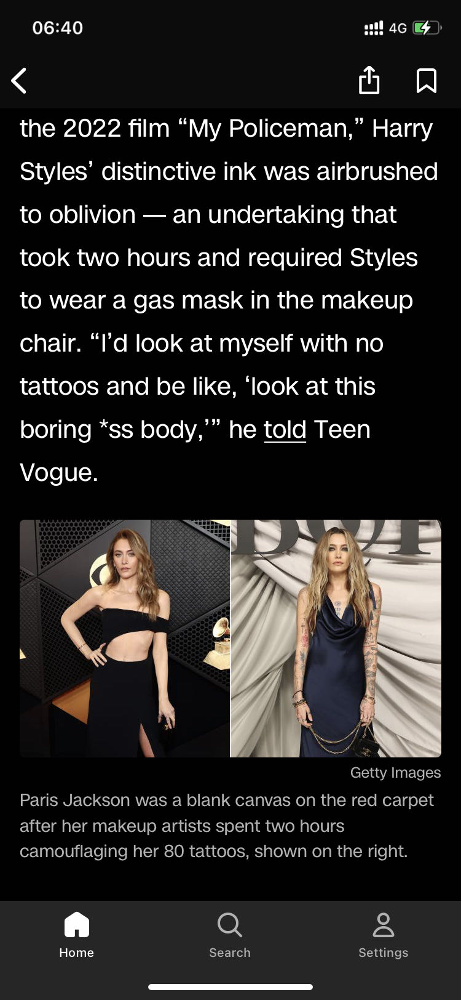 06:40
4G
the 2022 film “My Policeman,” Harry
Styles’ distinctive ink was airbrushed
to oblivion — an undertaking that
took two hours and required Styles
to wear a gas mask in the makeup
chair. “I’d look at myself with no
tattoos and be like, ‘look at this
boring *ss body,’” he told Teen
Vogue.
Getty Images
Paris Jackson was a blank canvas on the red carpet
after her makeup artists spent two hours
camouflaging her 80 tattoos, shown on the right.
Home
Search
Settings